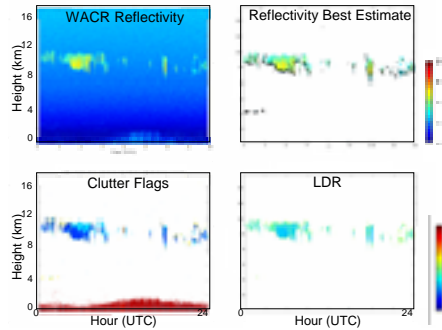 WACR Reflectivity
Reflectivity Best Estimate
16
12
8
4
0
Height (km)
Clutter Flags
LDR
16
12
8
4
0
Height (km)
0
24
Hour (UTC)
0
24
Hour (UTC)